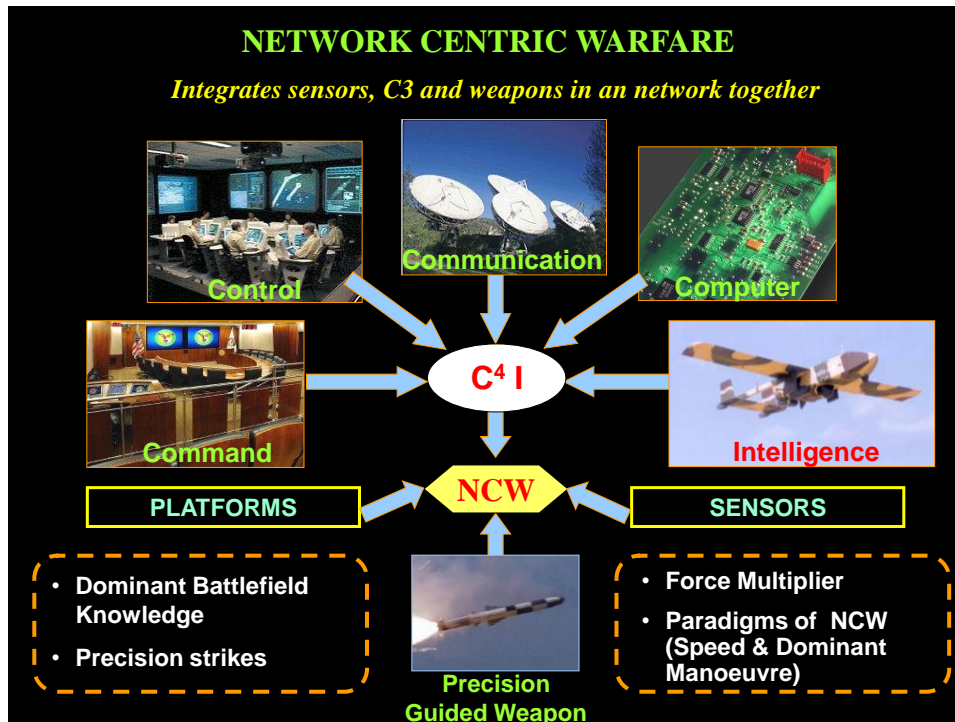 NETWORK CENTRIC WARFARE
Integrates sensors, C3 and weapons in an network together
Control
Communication
Computer
Command
C⁴ I
Intelligence
PLATFORMS
NCW
SENSORS
• Dominant Battlefield
Knowledge
• Precision strikes
• Force Multiplier
• Paradigms of NCW
(Speed & Dominant
Manoeuvre)
Precision
Guided Weapon